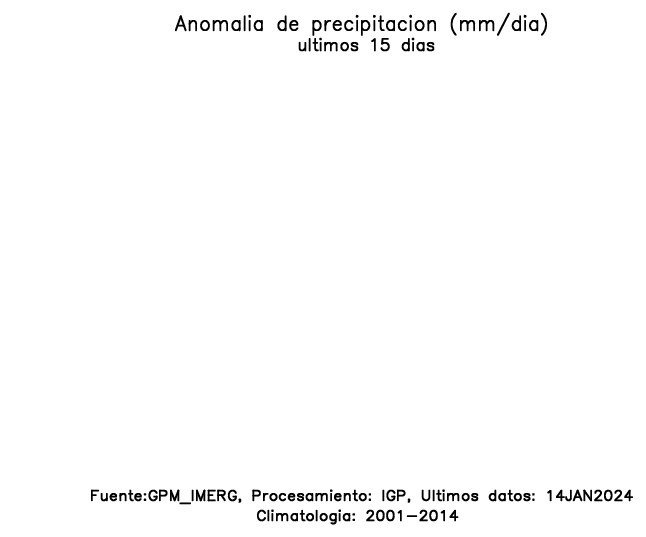 Anomalia de precipitacion (mm/dia)
ultimos 15 dias
Fuente:GPM_IMERG, Procesamiento: IGP, Ultimos datos: 14JAN2024
Climatologia: 2001-2014